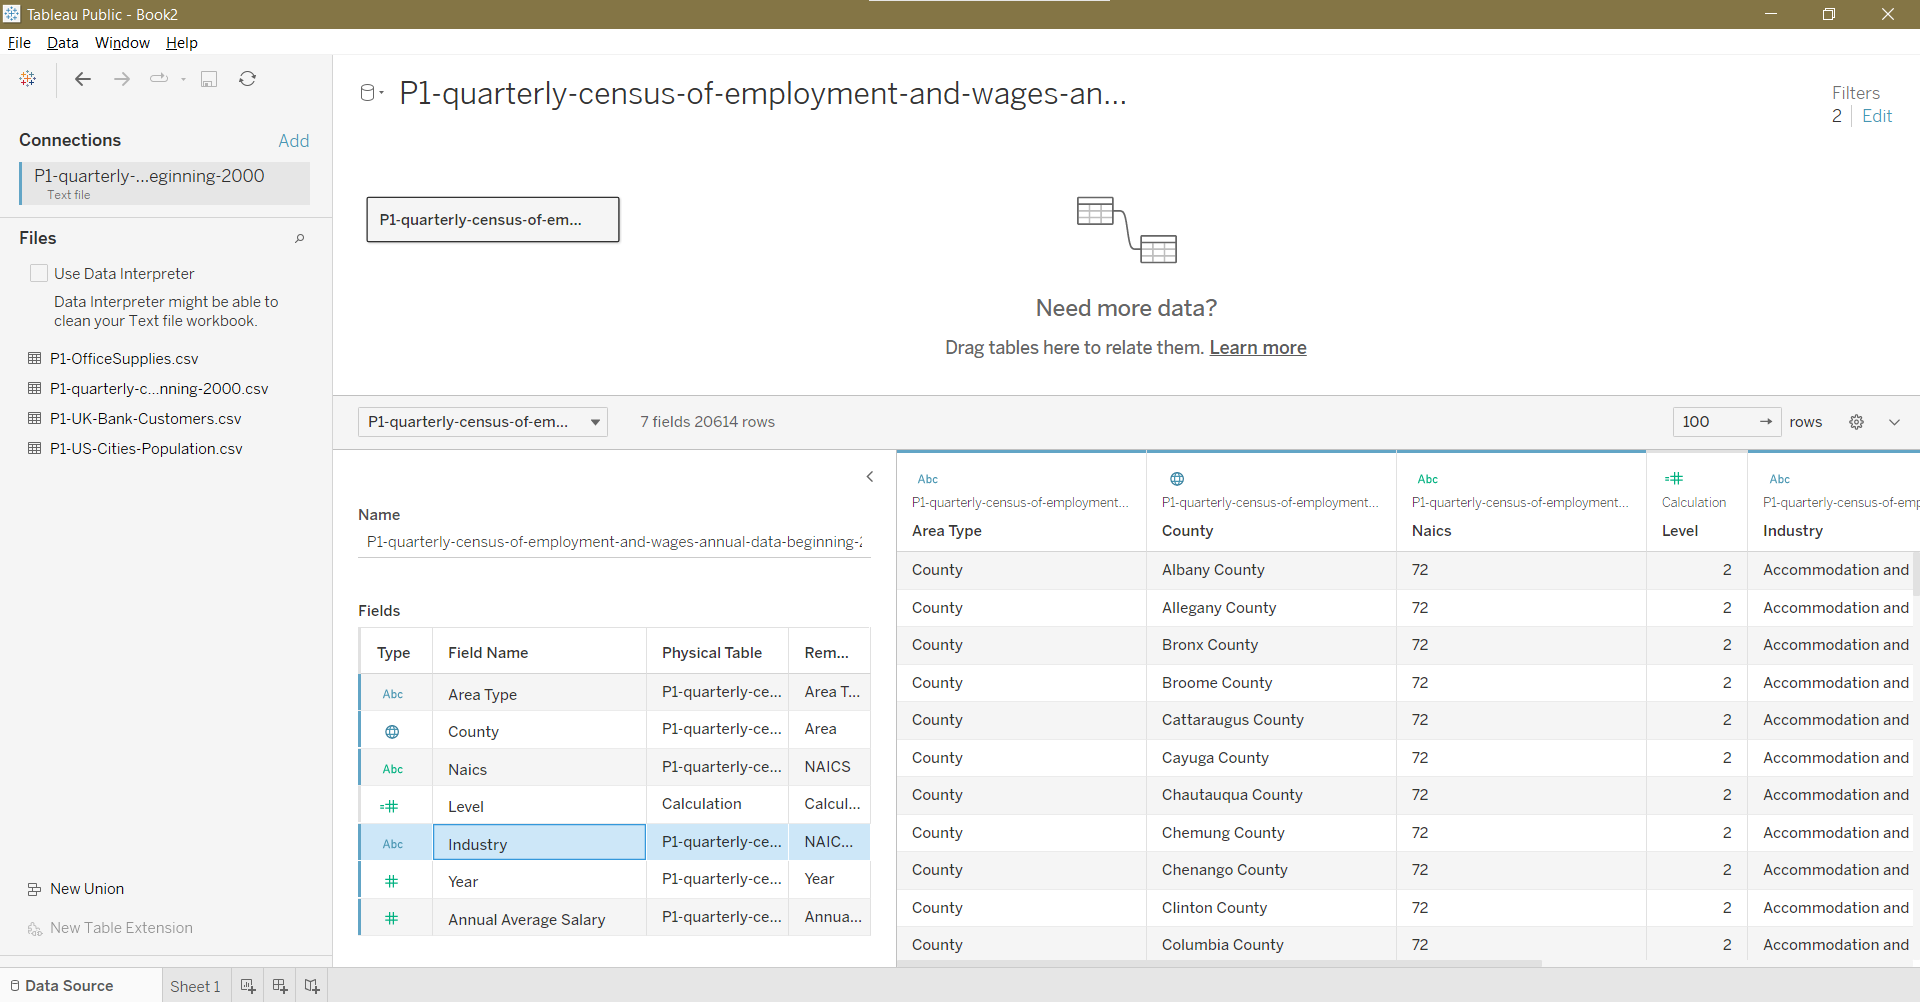 Tableau Public - Book2
File Data Window Help
Connections
Add
P1-quarterly-...eginning-2000
Text file
Files
Use Data Interpreter
Data Interpreter might be able to
clean your Text file workbook.
P1-OfficeSupplies.csv
P1-quarterly-c...nning-2000.csv
P1-UK-Bank-Customers.csv
P1-US-Cities-Population.csv
New Union
New Table Extension
P1-quarterly-census-of-employment-and-wages-an...
Filters
2 Edit
P1-quarterly-census-of-em...
Need more data?
Drag tables here to relate them. Learn more
P1-quarterly-census-of-em... 7 fields 20614 rows 100 rows
Name
P1-quarterly-census-of-employment-and-wages-annual-data-beginning-2
Fields
Type Field Name Physical Table Rem...
Abc Area Type P1-quarterly-ce... Area T...
County P1-quarterly-ce... Area
Abc Naics P1-quarterly-ce... NAICS
=# Level Calculation Calcul...
Abc Industry P1-quarterly-ce... NAIC...
# Year P1-quarterly-ce... Year
# Annual Average Salary P1-quarterly-ce... Annua...
Abc Abc =# Abc
P1-quarterly-census-of-employment... P1-quarterly-census-of-employment... P1-quarterly-census-of-employment... Calculation P1-quarterly-census-of-emp
Area Type County Naics Level Industry
County Albany County 72 2 Accommodation and
County Allegany County 72 2 Accommodation and
County Bronx County 72 2 Accommodation and
County Broome County 72 2 Accommodation and
County Cattaraugus County 72 2 Accommodation and
County Cayuga County 72 2 Accommodation and
County Chautauqua County 72 2 Accommodation and
County Chemung County 72 2 Accommodation and
County Chenango County 72 2 Accommodation and
County Clinton County 72 2 Accommodation and
County Columbia County 72 2 Accommodation and
Data Source Sheet 1